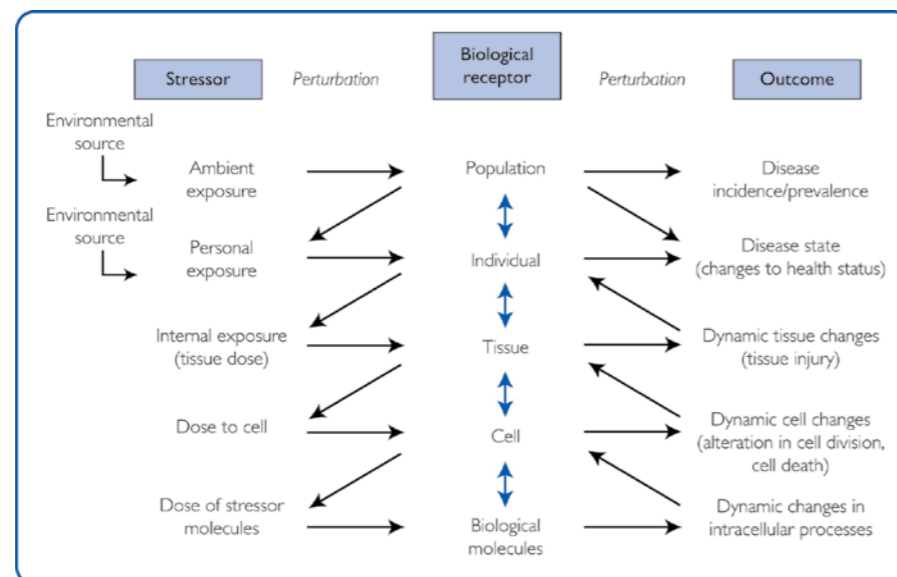 Stressor
Perturbation
Biological
receptor
Perturbation
Outcome
Environmental
source
Ambient
exposure
Population
Disease
incidence/prevalence
Environmental
source
Personal
exposure
Individual
Disease state
(changes to health status)
Internal exposure
(tissue dose)
Tissue
Dynamic tissue changes
(tissue injury)
Dose to cell
Cell
Dynamic cell changes
(alteration in cell division,
cell death)
Dose of stressor
molecules
Biological
molecules
Dynamic changes in
intracellular processes